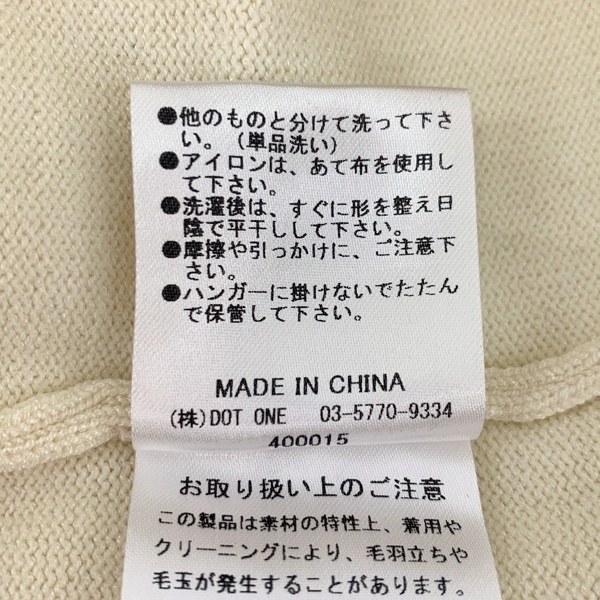 ●他のものと分けて洗って下さ
い。（単品洗い）
●アイロンは、あて布を使用し
て下さい。
●洗濯後は、すぐに形を整え日
陰で平干しして下さい。
●摩擦や引っかけに、ご注意下
さい。
●ハンガーに掛けないでたたん
で保管して下さい。
MADE IN CHINA
（株）DOT ONE 03-5770-9334
400015
お取り扱い上のご注意
この製品は素材の特性上、着用や
クリーニングにより、毛羽立ちや
毛玉が発生することがあります。